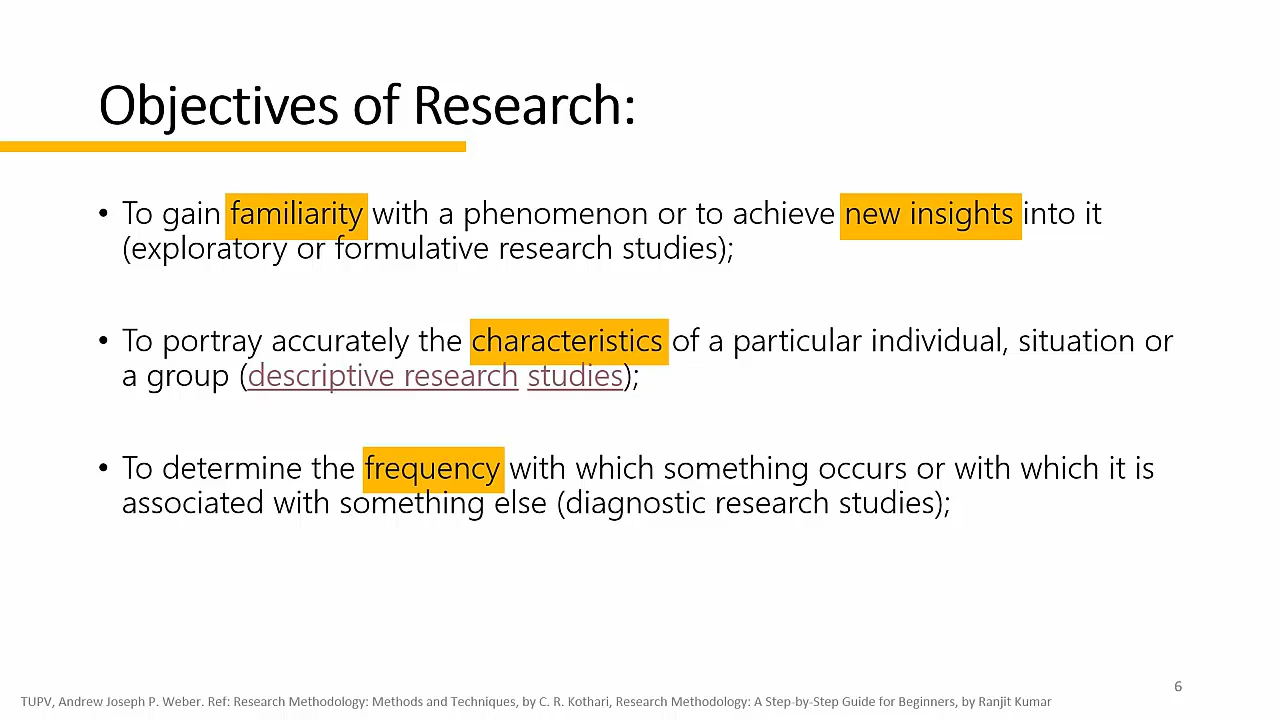 Objectives of Research:
• To gain familiarity with a phenomenon or to achieve new insights into it
(exploratory or formulative research studies);
• To portray accurately the characteristics of a particular individual, situation or
a group (descriptive research studies);
• To determine the frequency with which something occurs or with which it is
associated with something else (diagnostic research studies);
6
TUPV, Andrew Joseph P. Weber. Ref: Research Methodology: Methods and Techniques, by C. R. Kothari, Research Methodology: A Step-by-Step Guide for Beginners, by Ranjit Kumar